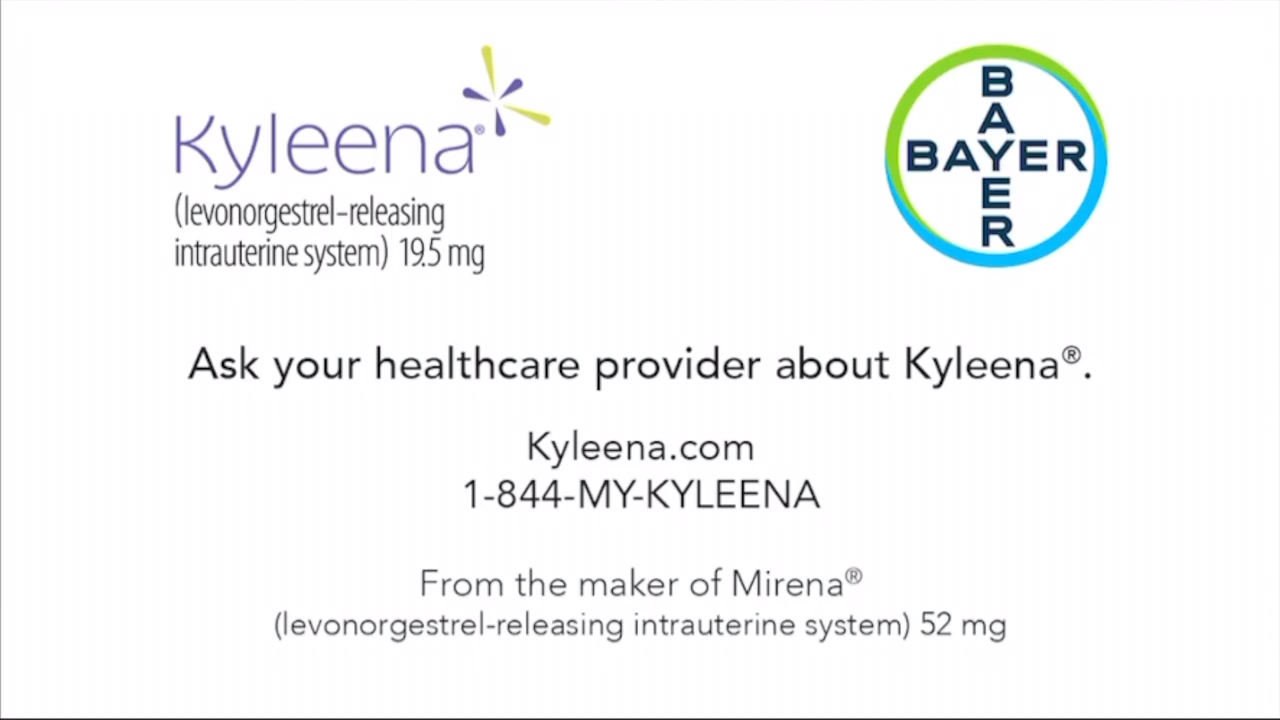 Kyleena®
(levonorgestrel-releasing
intrauterine system) 19.5 mg
BAYER
BAYER
Ask your healthcare provider about Kyleena®.
Kyleena.com
1-844-MY-KYLEENA
From the maker of Mirena®
(levonorgestrel-releasing intrauterine system) 52 mg